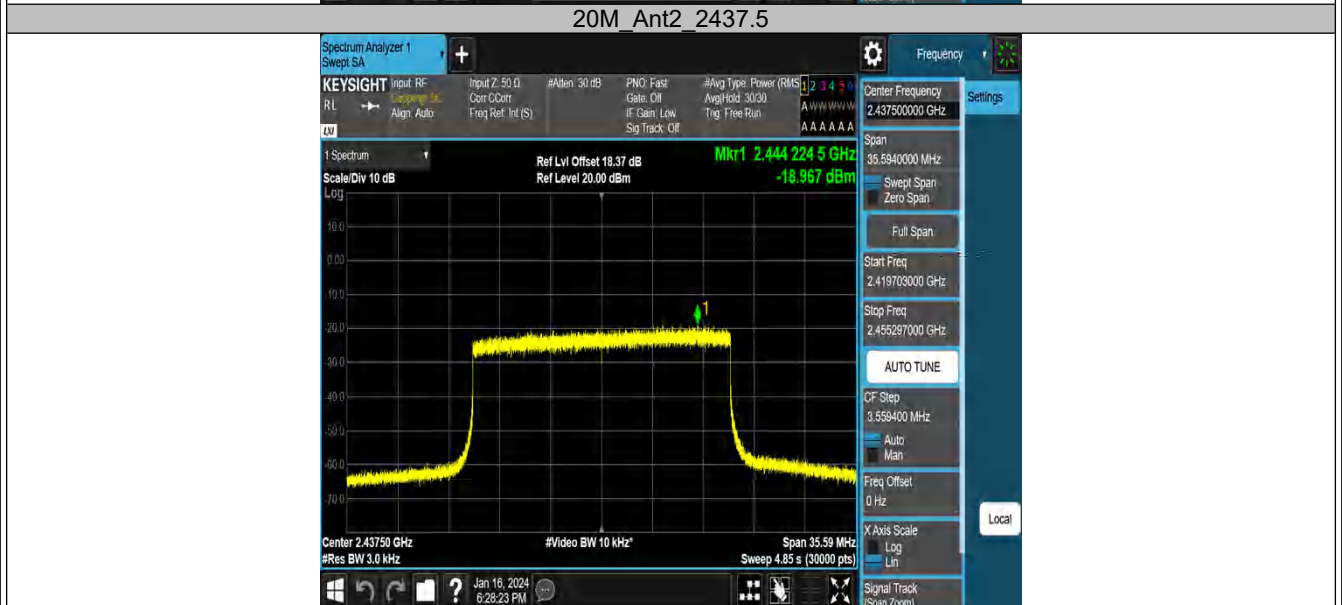 20M_Ant2_2437.5
Spectrum Analyzer 1
Swept SA
+
Frequency
KEYSIGHT Input: RF
RL
Align: Auto
LXI
Input Z: 50 Ω
Corr CCorr
Freq Ref: Int (S)
#Atten: 30 dB
PNO: Fast
Gate: Off
IF Gain: Low
Sig Track: Off
#Avg Type: Power (RMS
Avg|Hold: 30/30
Trig: Free Run
1 2 3 4 5 6
A W W W W W
A A A A A A
Center Frequency
2.437500000 GHz
Settings
Span
35.5940000 MHz
Swept Span
Zero Span
Full Span
Start Freq
2.419703000 GHz
Stop Freq
2.455297000 GHz
AUTO TUNE
CF Step
3.559400 MHz
Auto
Man
Freq Offset
0 Hz
X Axis Scale
Log
Lin
Signal Track
(Span Zoom)
Local
1 Spectrum
Scale/Div 10 dB
Log
Ref Lvl Offset 18.37 dB
Ref Level 20.00 dBm
Mkr1 2.444 224 5 GHz
-18.967 dBm
10.0
0.00
-10.0
-20.0
-30.0
-40.0
-50.0
-60.0
-70.0
1
Center 2.43750 GHz
#Res BW 3.0 kHz
#Video BW 10 kHz*
Span 35.59 MHz
Sweep 4.85 s (30000 pts)
?
Jan 16, 2024
6:28:23 PM